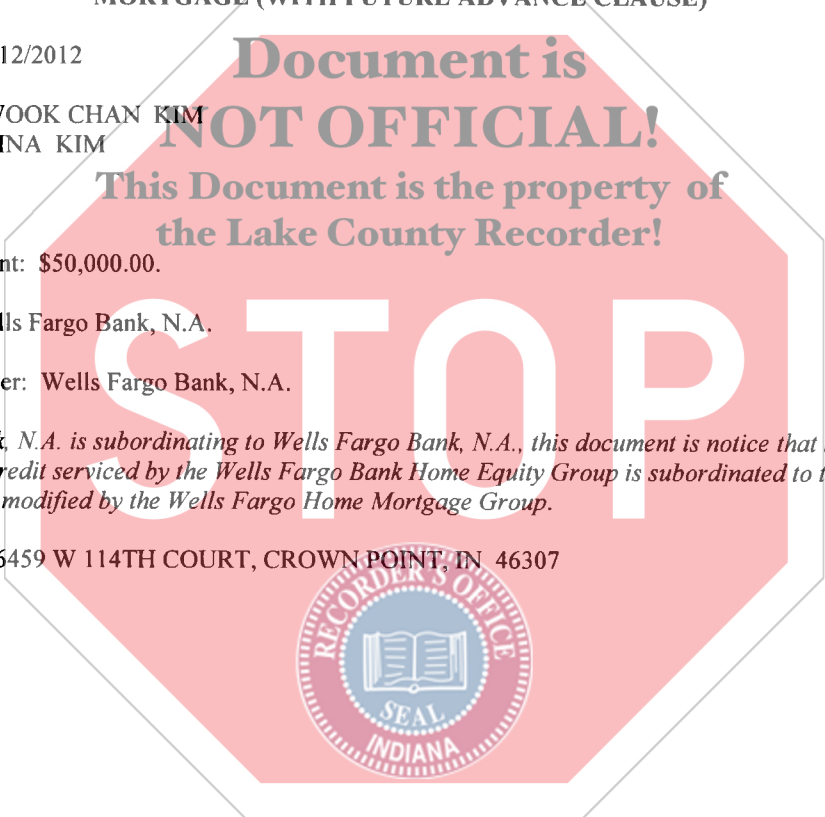 MORTGAGE (WITH FUTURE ADVANCE CLAUSE)
12/2012
Document is
OOK CHAN KIM
NOT OFFICIAL!
INA KIM
This Document is the property of
the Lake County Recorder!
nt: $50,000.00.
lls Fargo Bank, N.A.
STOP
er: Wells Fargo Bank, N.A.
, N.A. is subordinating to Wells Fargo Bank, N.A., this document is notice that
redit serviced by the Wells Fargo Bank Home Equity Group is subordinated to
modified by the Wells Fargo Home Mortgage Group.
6459 W 114TH COURT, CROWN POINT, IN 46307
RECORDER'S OFFICE
SEAL
INDIANA